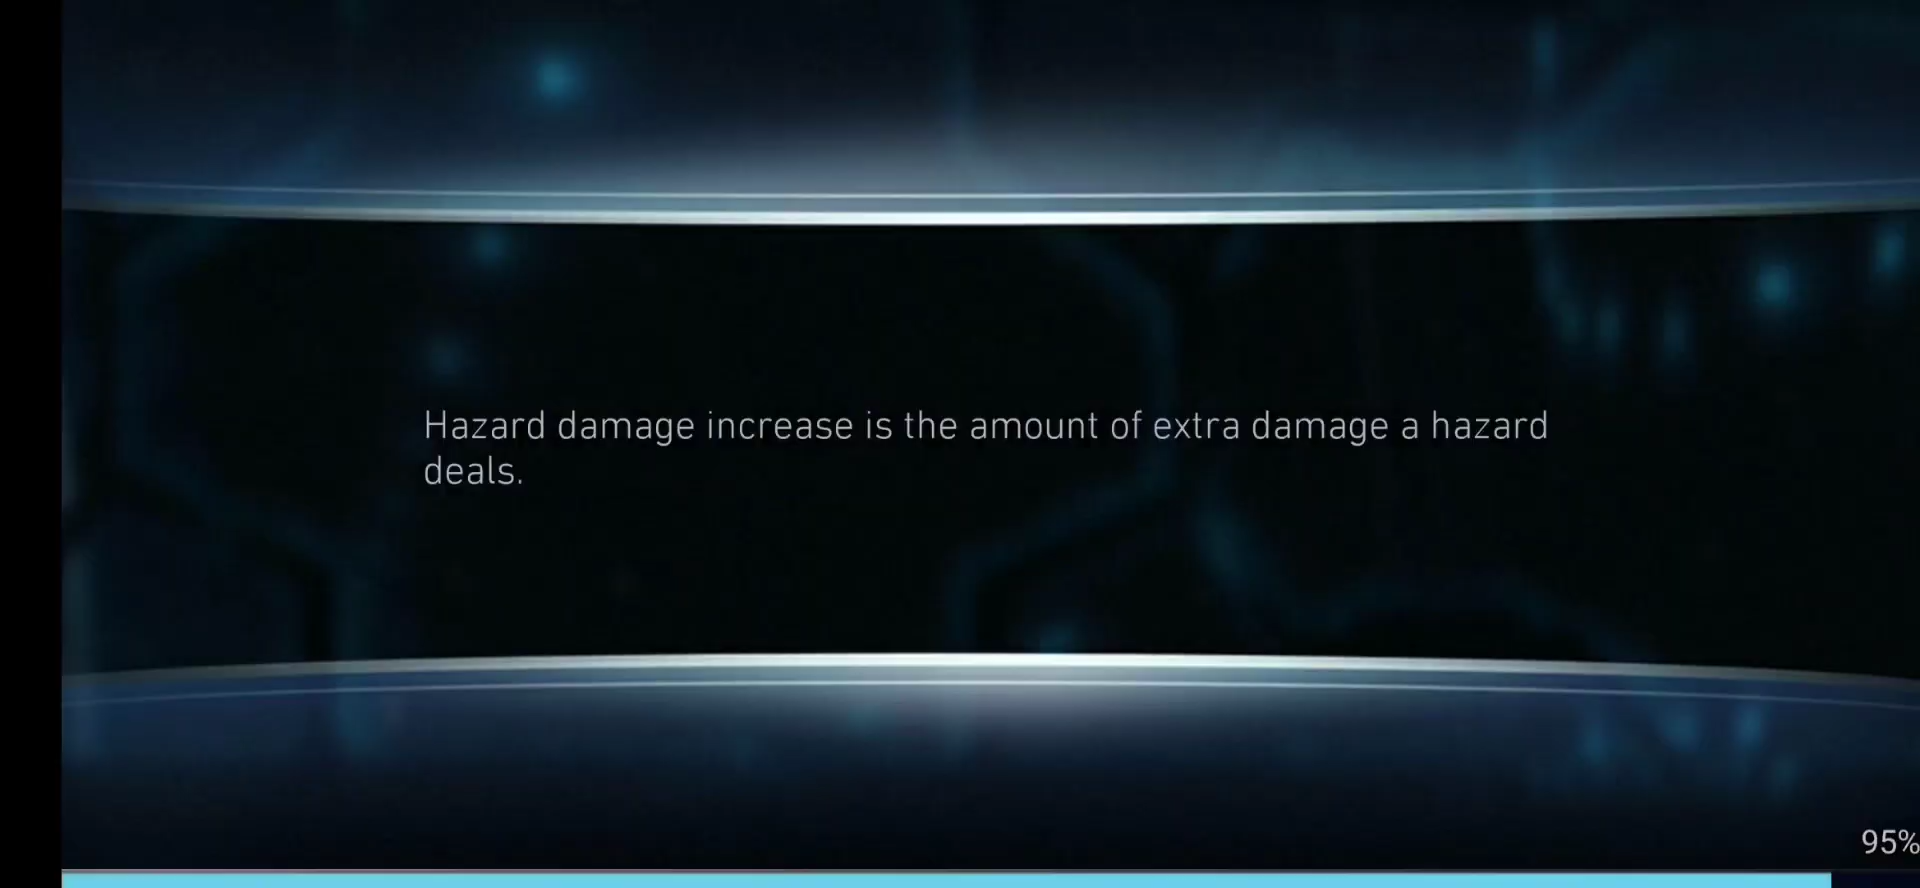 Hazard damage increase is the amount of extra damage a hazard
deals.
95%